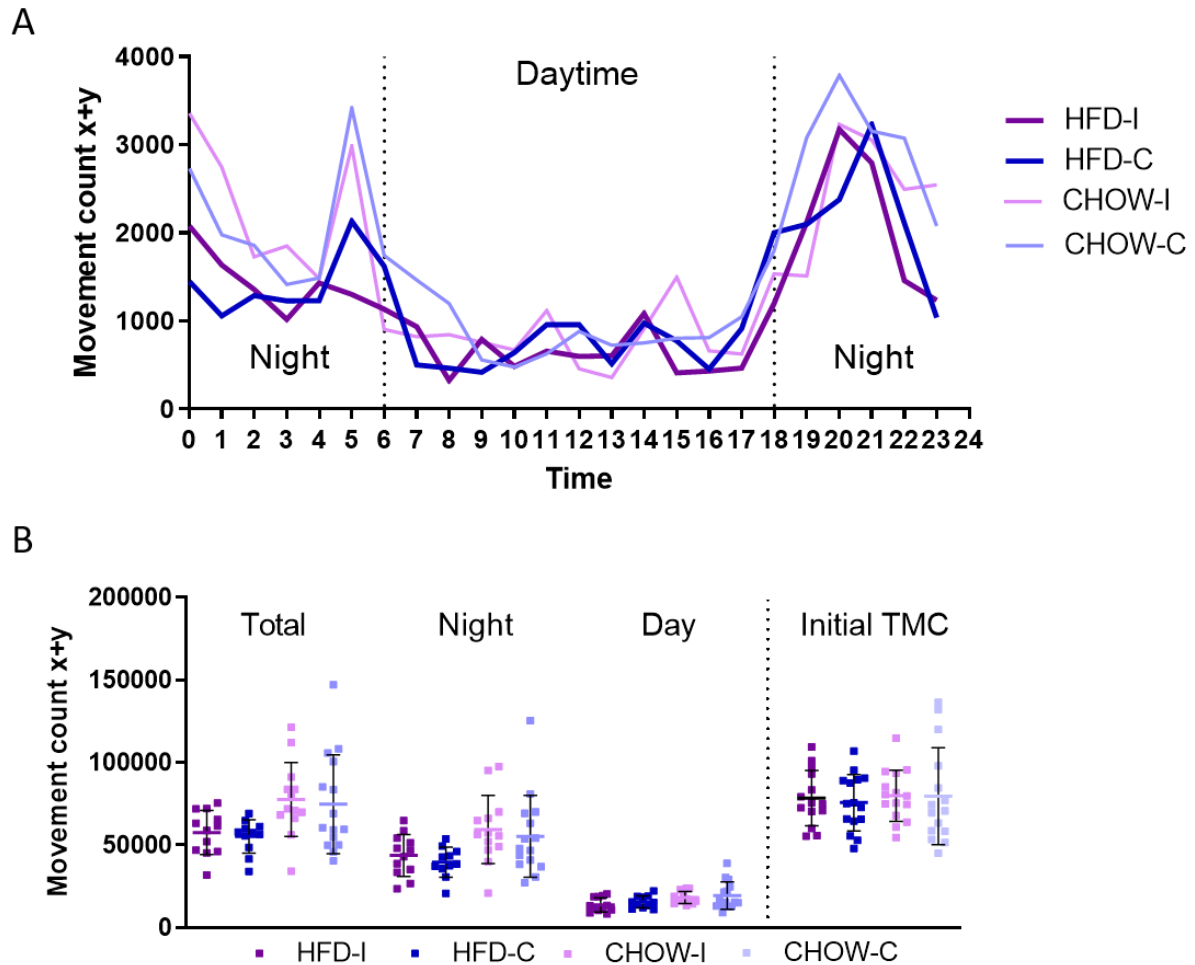 A
Movement count x+y
4000
3000
2000
1000
0
Daytime
Night
Night
0 1 2 3 4 5 6 7 8 9 10 11 12 13 14 15 16 17 18 19 20 21 22 23 24
Time
HFD-I
HFD-C
CHOW-I
CHOW-C
B
Movement count x+y
200000
150000
100000
50000
0
Total
Night
Day
Initial TMC
HFD-I HFD-C CHOW-I CHOW-C